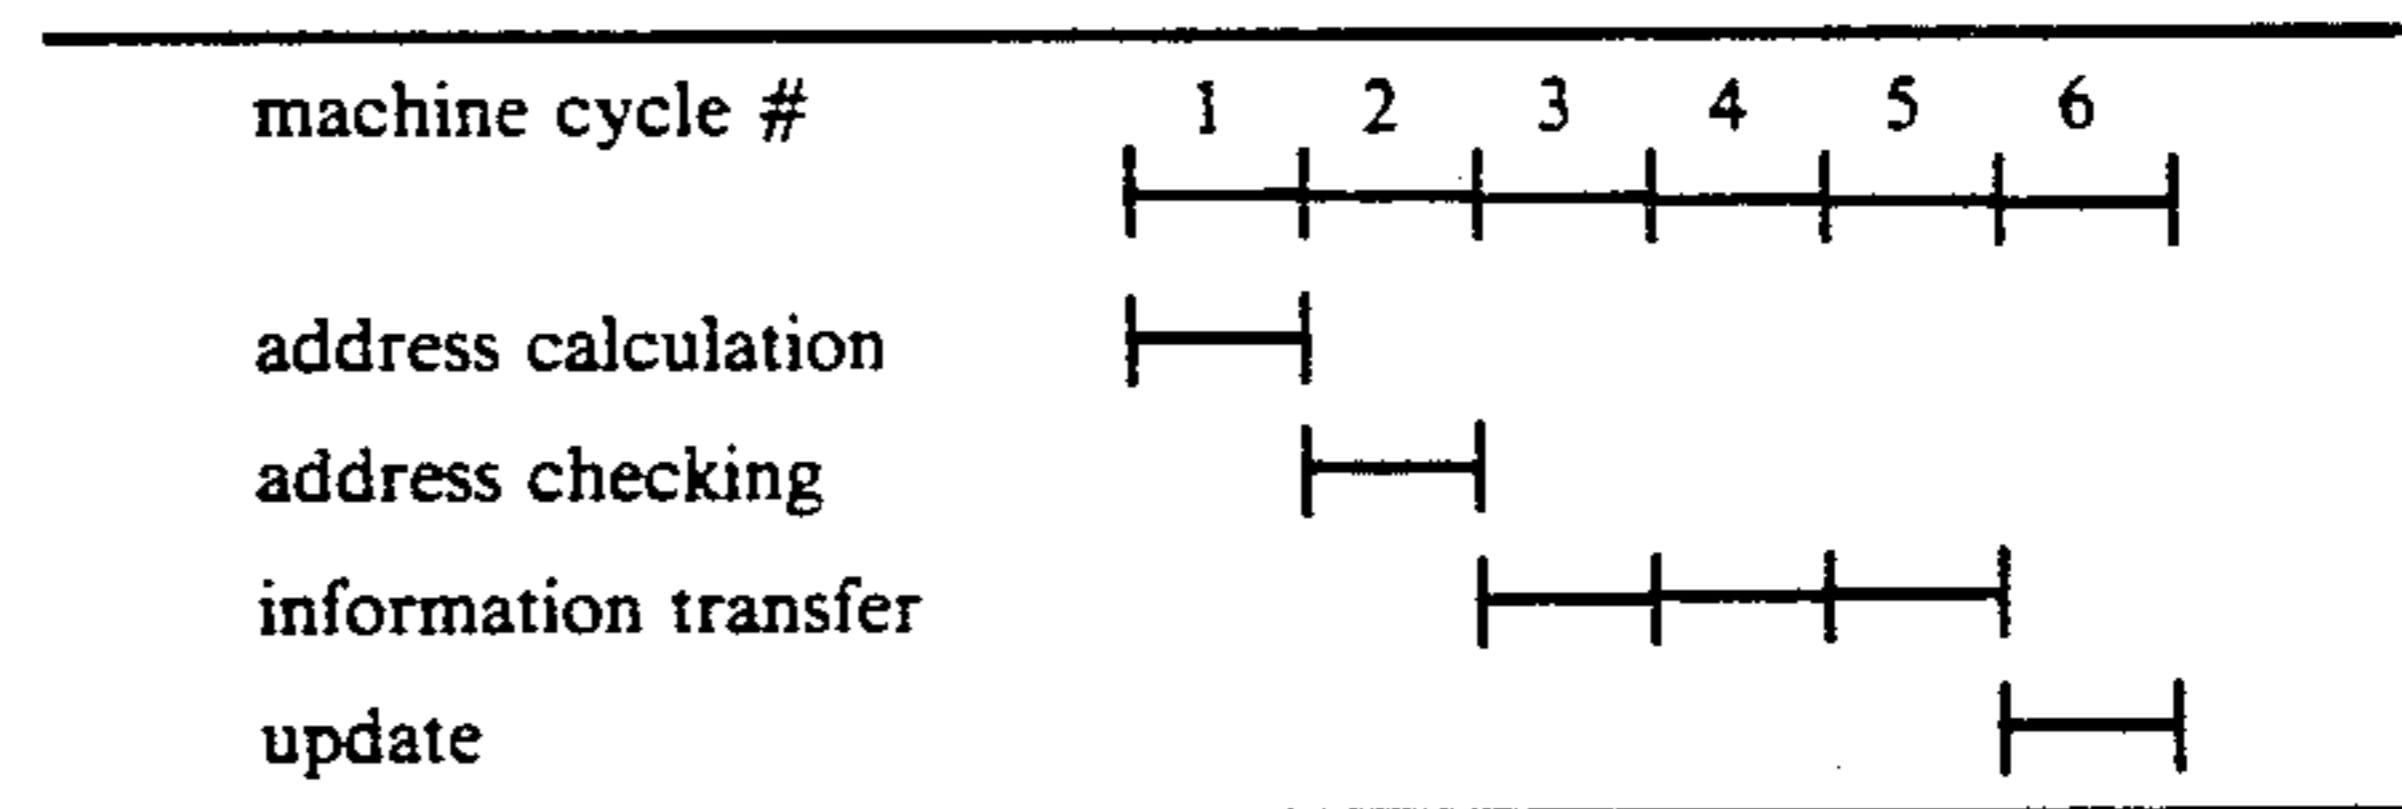 machine cycle # 1 2 3 4 5 6
address calculation
address checking
information transfer
update